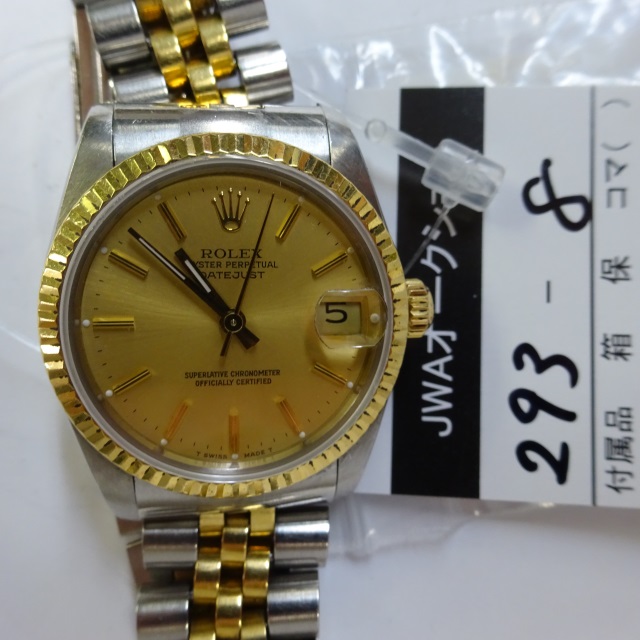 ROLEX
OYSTER PERPETUAL
DATEJUST
5
SUPERLATIVE CHRONOMETER
OFFICIALLY CERTIFIED
T SWISS MADE T
JWAオークション
293-8
付属品 箱 保 コマ( )